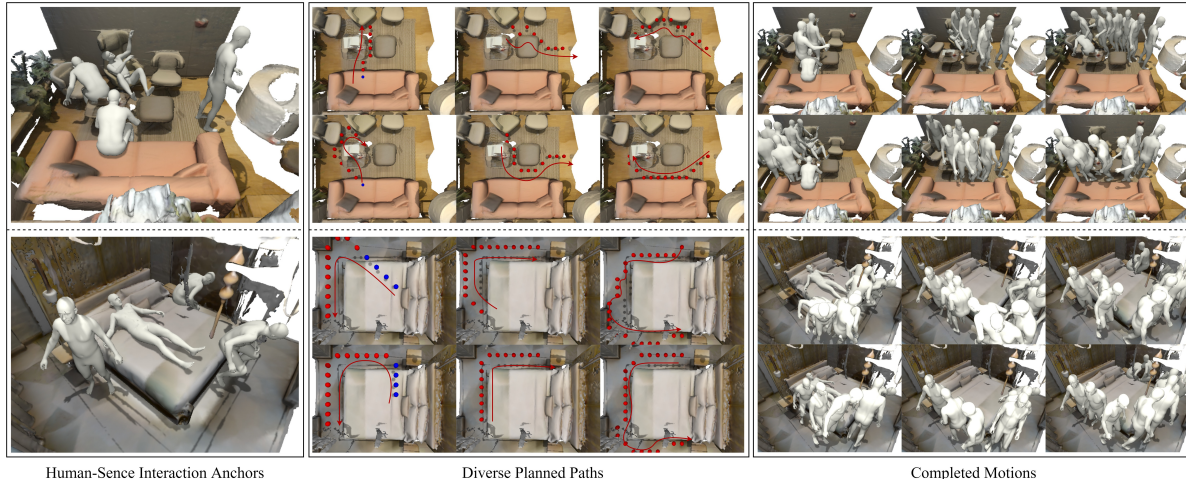 Human-Sence Interaction Anchors
Diverse Planned Paths
Completed Motions